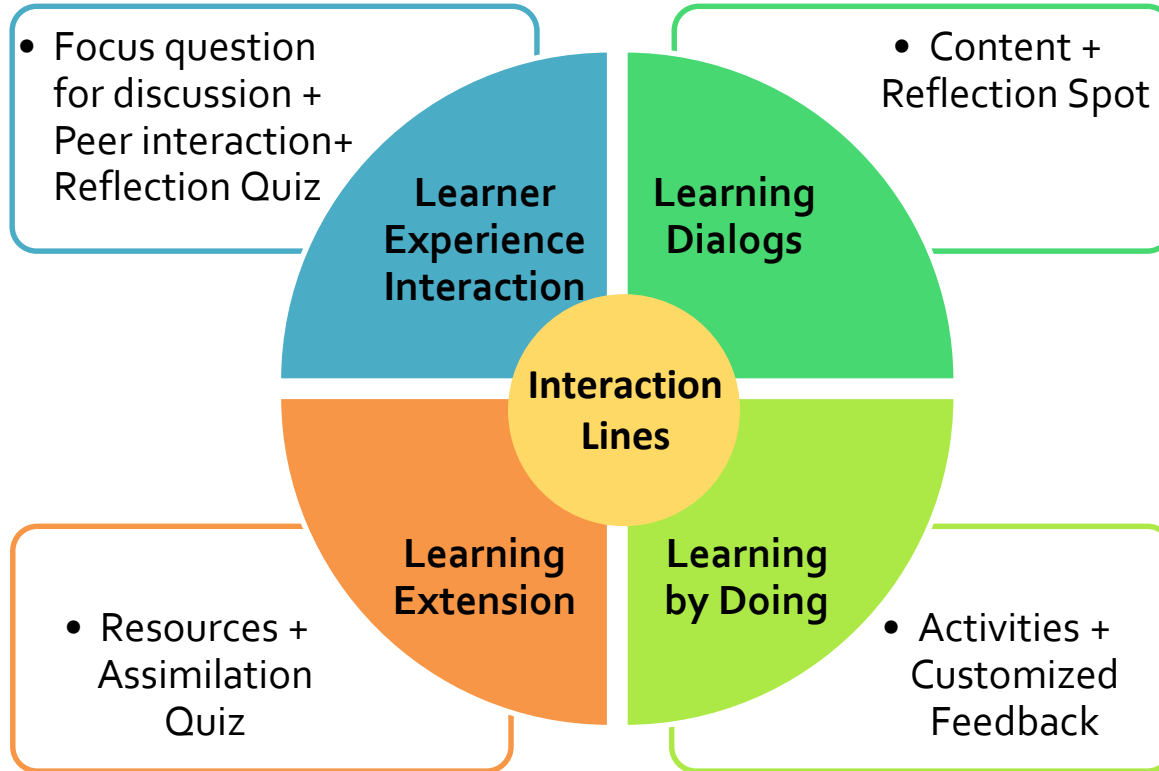 • Focus question
for discussion +
Peer interaction+
Reflection Quiz
• Content +
Reflection Spot
Learner
Experience
Interaction
Learning
Dialogs
Interaction
Lines
Learning
Extension
Learning
by Doing
• Resources +
Assimilation
Quiz
• Activities +
Customized
Feedback